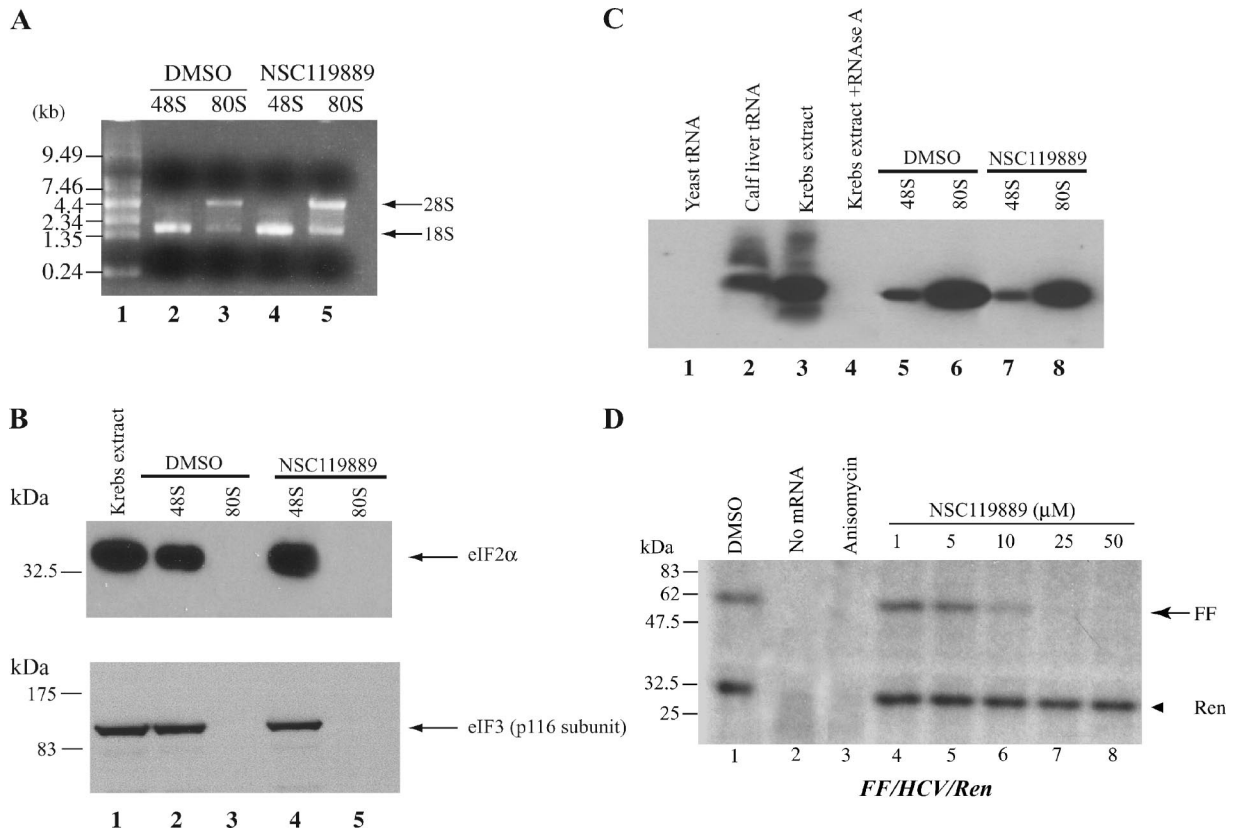 A
DMSO NSC119889
48S 80S 48S 80S
(kb)
9.49
7.46
4.4
2.34
1.35
0.24
28S
18S
1 2 3 4 5
B
Krebs extract
DMSO NSC119889
48S 80S 48S 80S
kDa
32.5
eIF2α
kDa
175
83
eIF3 (p116 subunit)
1 2 3 4 5
C
Yeast tRNA
Calf liver tRNA
Krebs extract
Krebs extract +RNAse A
DMSO NSC119889
48S 80S 48S 80S
1 2 3 4 5 6 7 8
D
DMSO
No mRNA
Anisomycin
NSC119889 (μM)
1 5 10 25 50
kDa
83
62
47.5
32.5
25
FF
Ren
1 2 3 4 5 6 7 8
FF/HCV/Ren